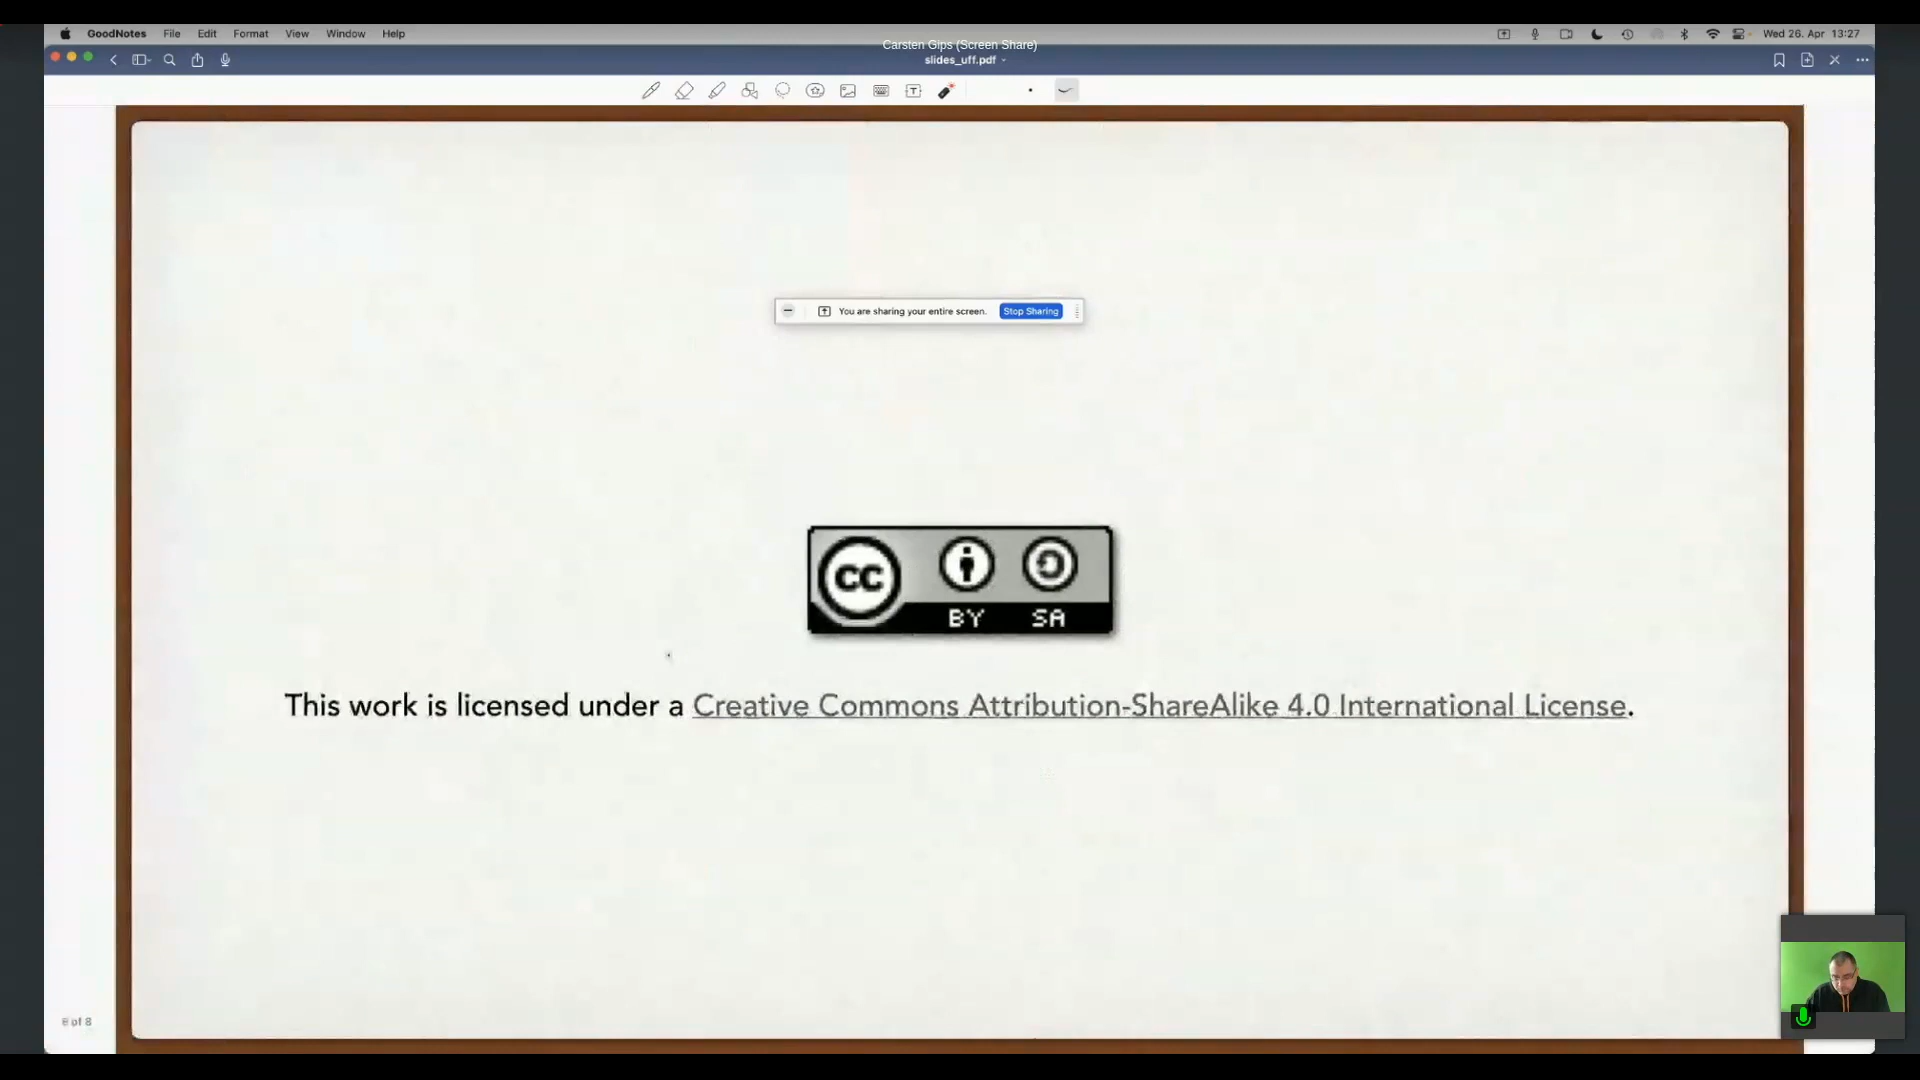 GoodNotes File Edit Format View Window Help
Wed 26. Apr 13:27
Carsten Gips (Screen Share)
slides_uff.pdf
You are sharing your entire screen. Stop Sharing
cc
BY SA
This work is licensed under a Creative Commons Attribution-ShareAlike 4.0 International License.
8 of 8